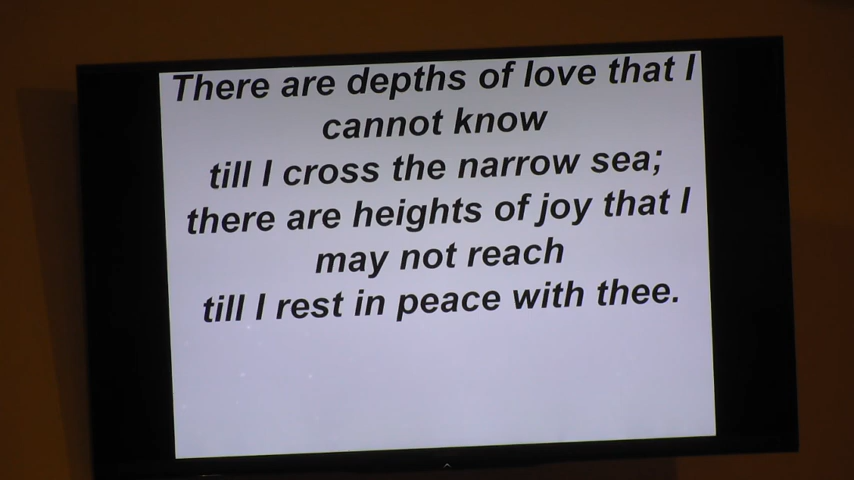 There are depths of love that I
cannot know
till I cross the narrow sea;
there are heights of joy that I
may not reach
till I rest in peace with thee.